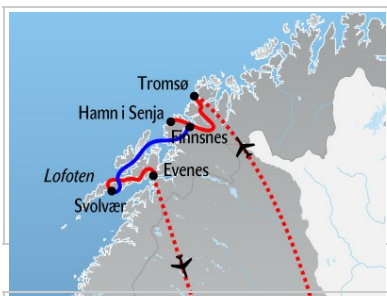 Tromsø
Hamn i Senja
Finnsnes
Evenes
Lofoten
Svolvær